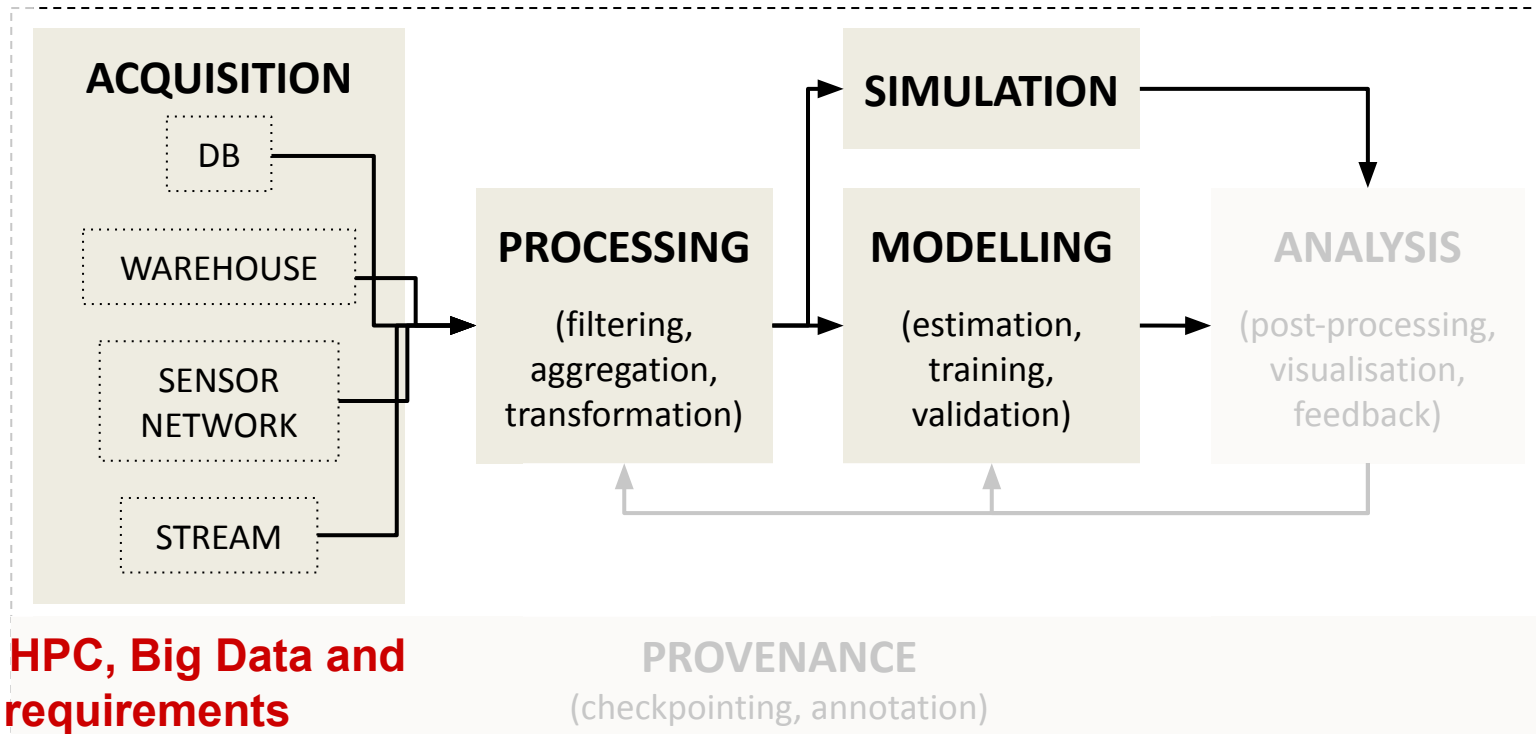 ACQUISITION
DB
WAREHOUSE
SENSOR
NETWORK
STREAM
PROCESSING
(filtering,
aggregation,
transformation)
SIMULATION
MODELLING
(estimation,
training,
validation)
ANALYSIS
(post-processing,
visualisation,
feedback)
HPC, Big Data and
requirements
PROVENANCE
(checkpointing, annotation)